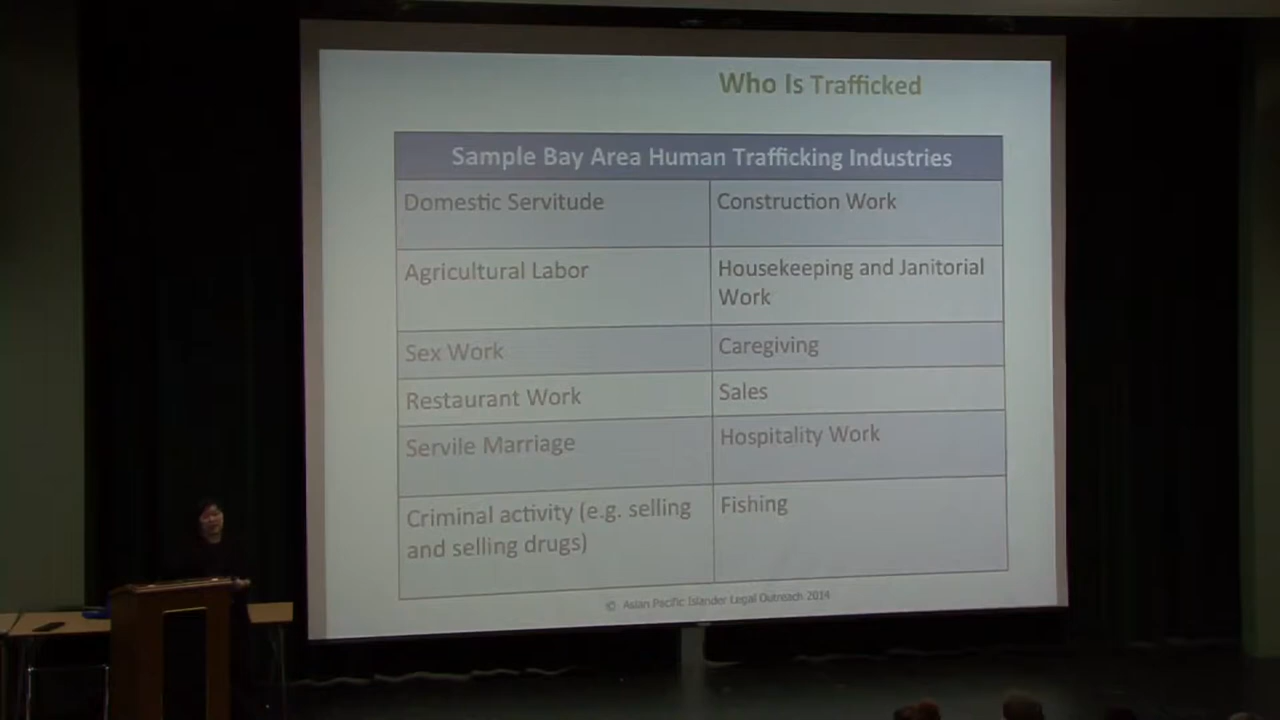 Who Is Trafficked
Sample Bay Area Human Trafficking Industries
Domestic Servitude
Construction Work
Agricultural Labor
Housekeeping and Janitorial
Work
Sex Work
Caregiving
Restaurant Work
Sales
Servile Marriage
Hospitality Work
Criminal activity (e.g. selling
and selling drugs)
Fishing
© Asian Pacific Islander Legal Outreach 2014